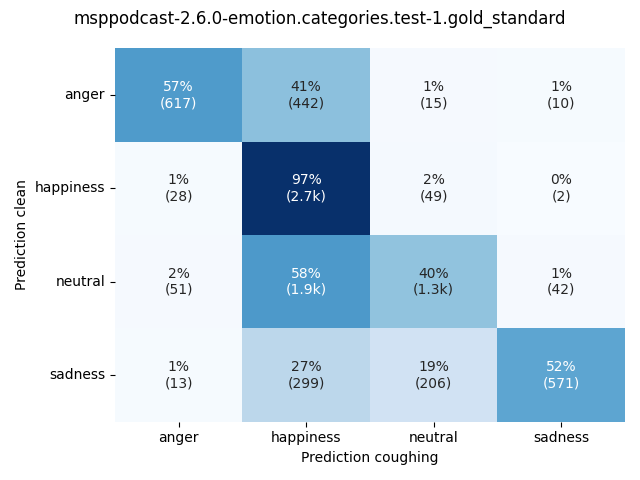 msppodcast-2.6.0-emotion.categories.test-1.gold_standard
Prediction clean
anger
57% 41% 1% 1%
(617) (442) (15) (10)
happiness
1% 97% 2% 0%
(28) (2.7k) (49) (2)
neutral
2% 58% 40% 1%
(51) (1.9k) (1.3k) (42)
sadness
1% 27% 19% 52%
(13) (299) (206) (571)
anger happiness neutral sadness
Prediction coughing